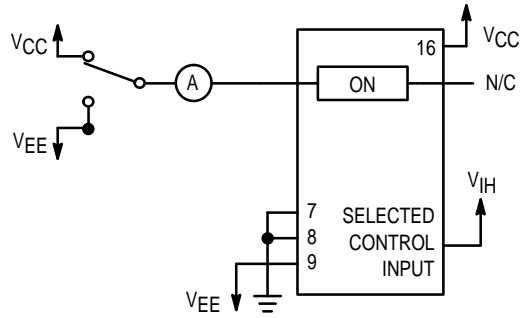 VCC
16
VCC
A
ON
N/C
VEE
VIH
7
SELECTED
8
CONTROL
9
INPUT
VEE